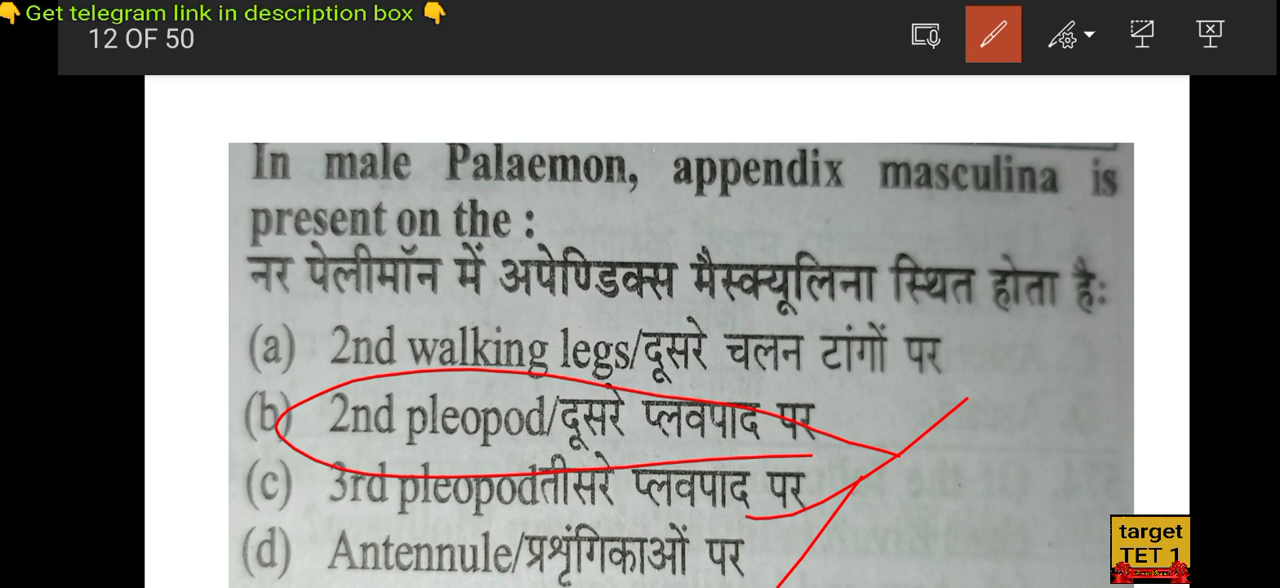 👇 Get telegram link in description box 👇
12 OF 50
In male Palaemon, appendix masculina is
present on the :
नर पेलीमॉन में अपेण्डिक्स मैस्क्यूलिना स्थित होता हैः
(a) 2nd walking legs/दूसरे चलन टांगों पर
(b) 2nd pleopod/दूसरे प्लवपाद पर
(c) 3rd pleopodतीसरे प्लवपाद पर
(d) Antennule/प्रशृंगिकाओं पर
target
TET 1